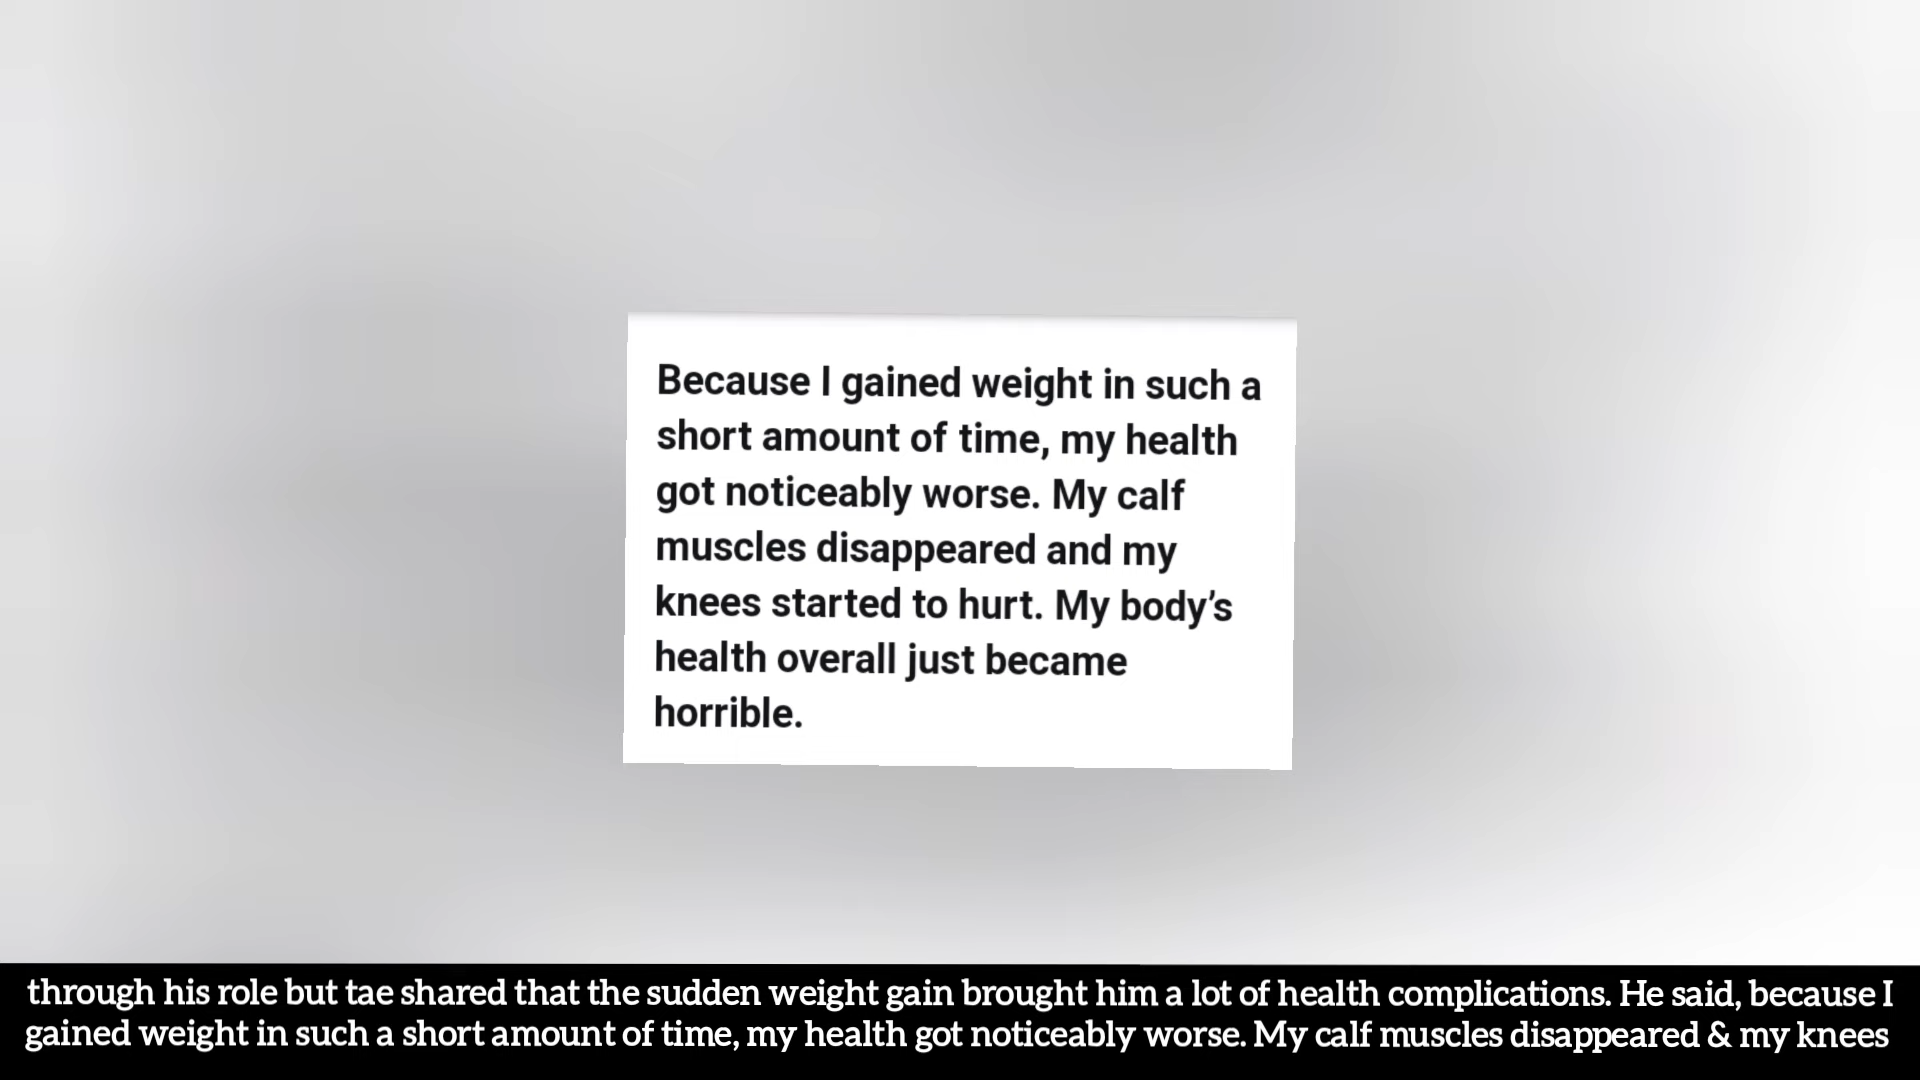 Because I gained weight in such a
short amount of time, my health
got noticeably worse. My calf
muscles disappeared and my
knees started to hurt. My body’s
health overall just became
horrible.
through his role but tae shared that the sudden weight gain brought him a lot of health complications. He said, because I
gained weight in such a short amount of time, my health got noticeably worse. My calf muscles disappeared & my knees